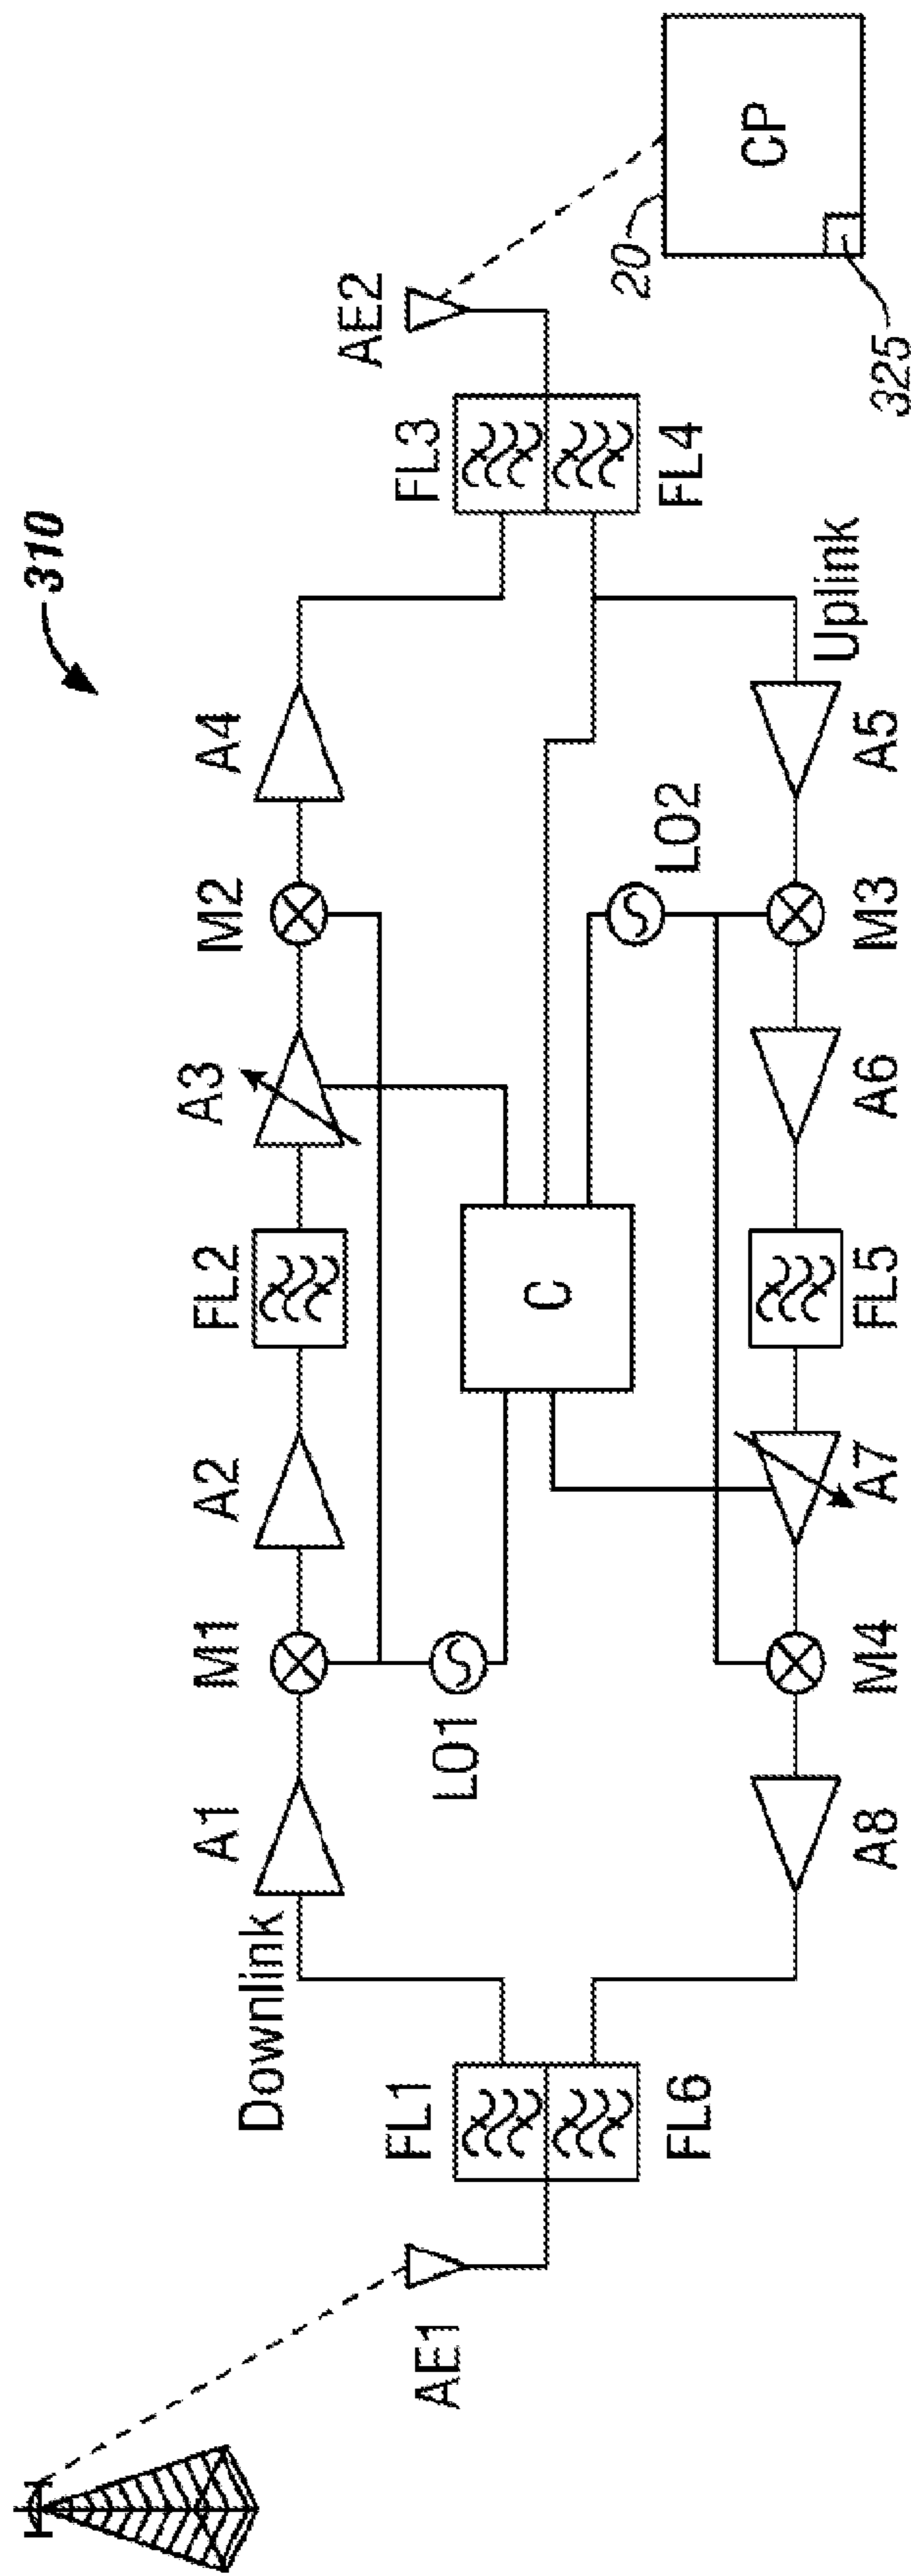 310
Downlink
A1
M1
A2
FL2
A3
M2
A4
FL1
FL6
AE1
LO1
C
LO2
FL3
FL4
AE2
20
CP
325
A8
M4
A7
FL5
A6
M3
A5
Uplink